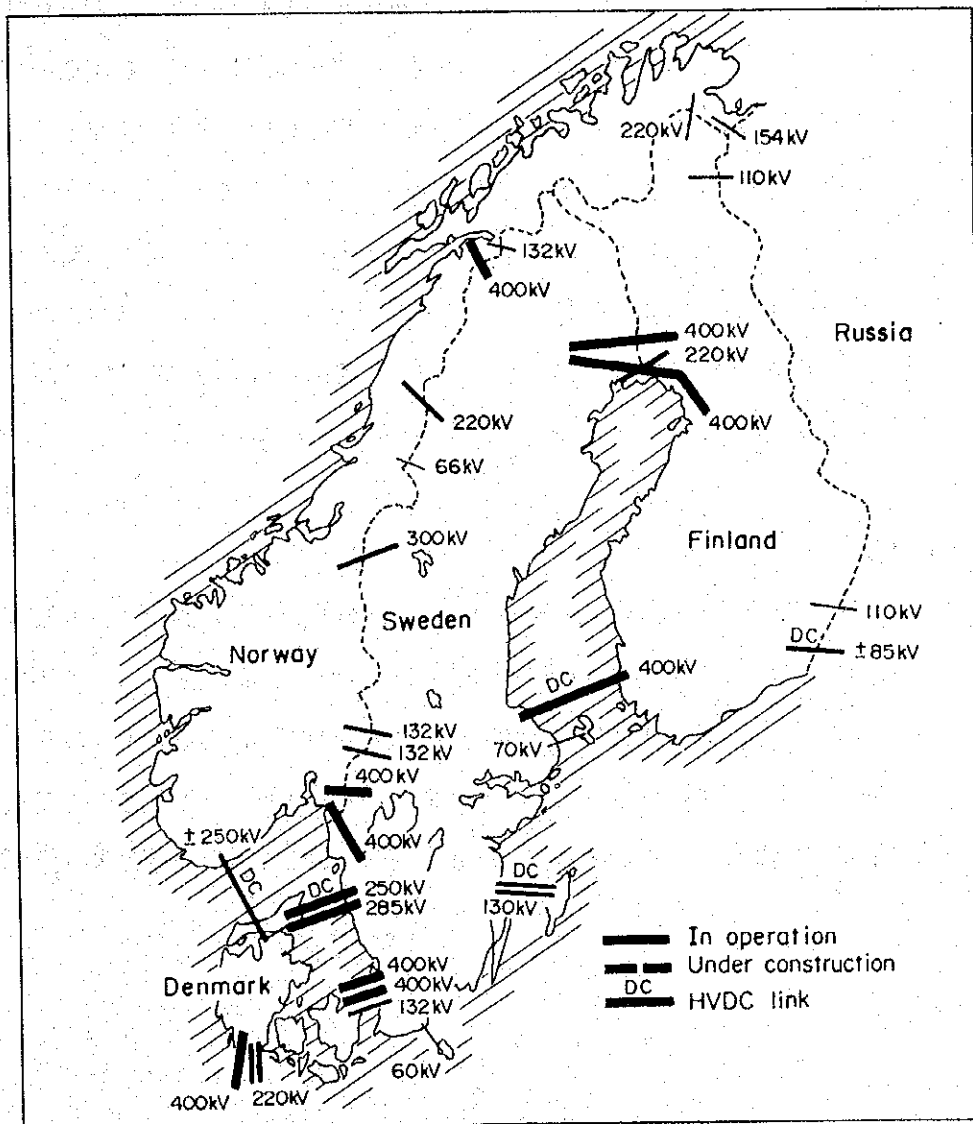 220kV
154kV
110kV
132kV
400kV
400kV
220kV
Russia
400kV
220kV
66kV
300kV
Finland
Sweden
110kV
DC
±85kV
Norway
DC
400kV
132kV
132kV
70kV
400kV
±250kV
400kV
DC
DC
250kV
285kV
DC
130kV
In operation
Under construction
DC
HVDC link
400kV
400kV
132kV
Denmark
60kV
400kV
220kV